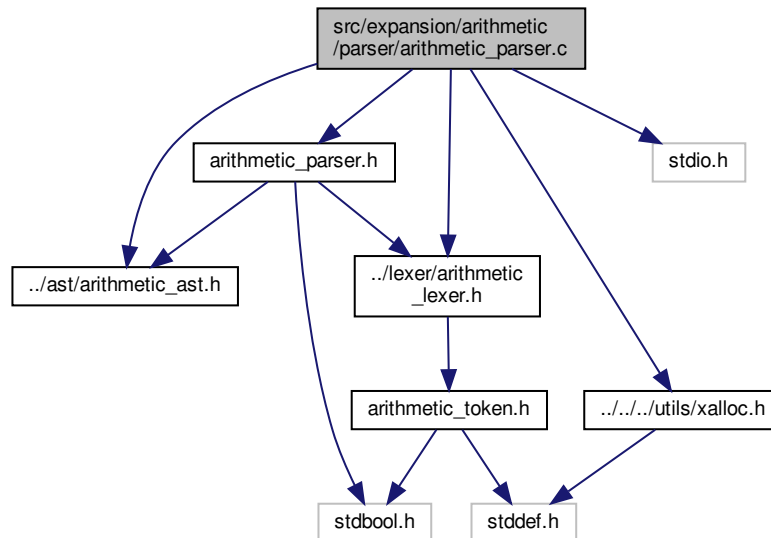 src/expansion/arithmetic
/parser/arithmetic_parser.c
arithmetic_parser.h
stdio.h
../ast/arithmetic_ast.h
../lexer/arithmetic
_lexer.h
arithmetic_token.h
../../../utils/xalloc.h
stdbool.h
stddef.h